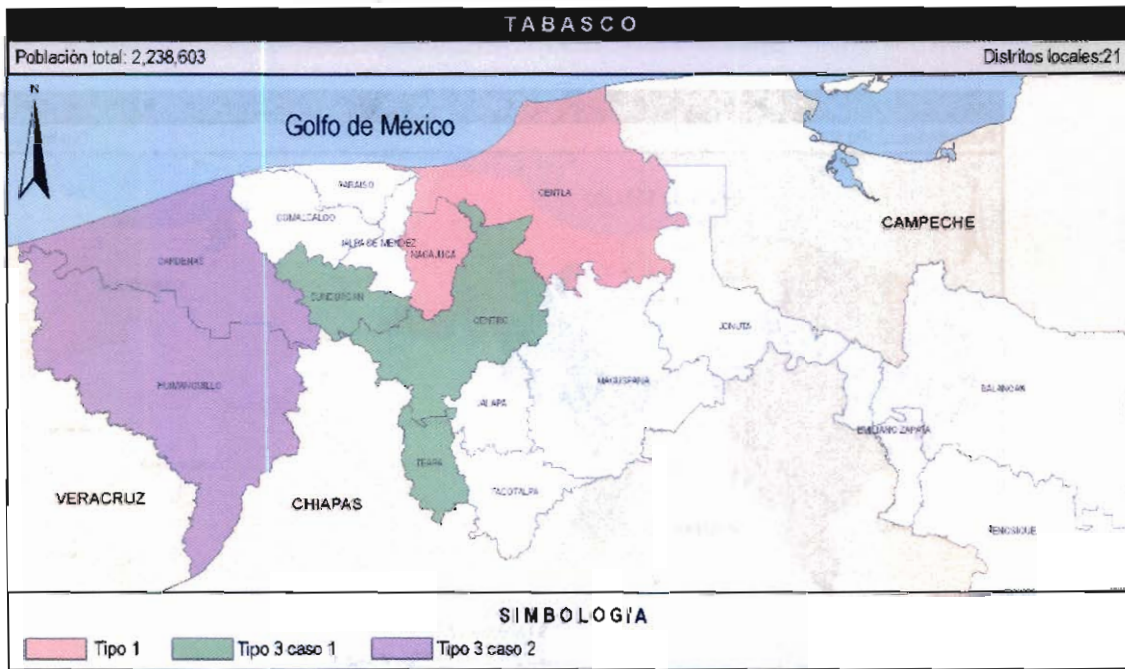 TABASCO
Población total: 2,238,603
Distritos locales:21
N
Golfo de México
PARAISO
CENTLA
COMALCALCO
CAMPECHE
JALPA DE MENDEZ
NACAJUCA
CARDENAS
CUNDUACAN
CENTRO
JONUTA
HUIMANGUILLO
MACUSPANA
BALANCAN
JALAPA
EMILIANO ZAPATA
TEAPA
VERACRUZ
CHIAPAS
TACOTALPA
TENOSIQUE
SIMBOLOGÍA
Tipo 1
Tipo 3 caso 1
Tipo 3 caso 2